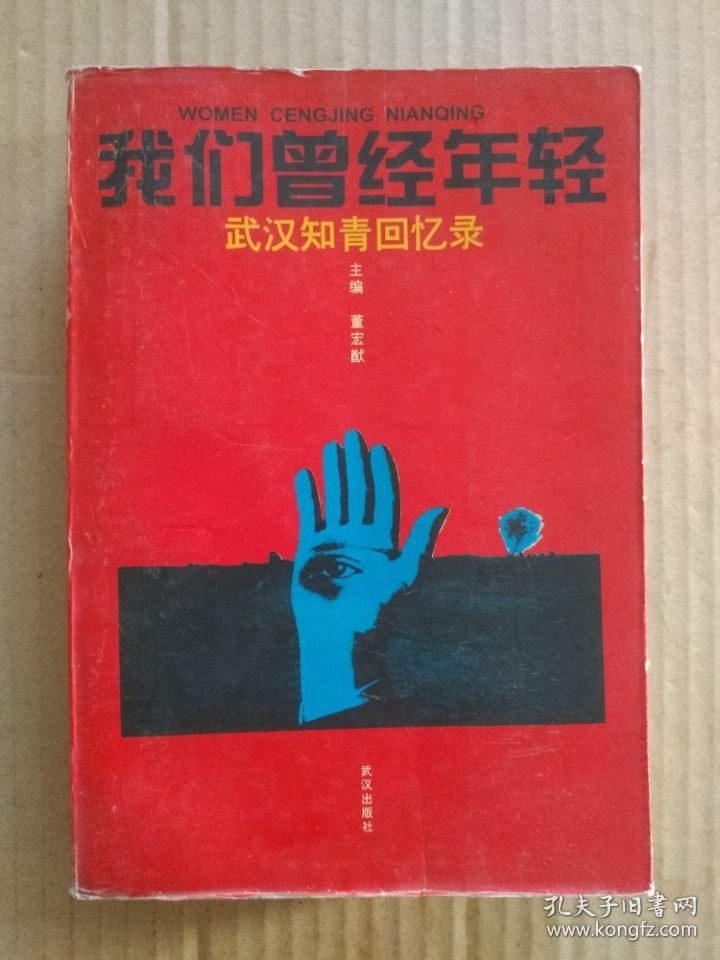 WOMEN CENGJING NIANQING
我们曾经年轻
武汉知青回忆录
主编 董宏猷
武汉出版社
孔夫子旧书网
www.kongfz.com